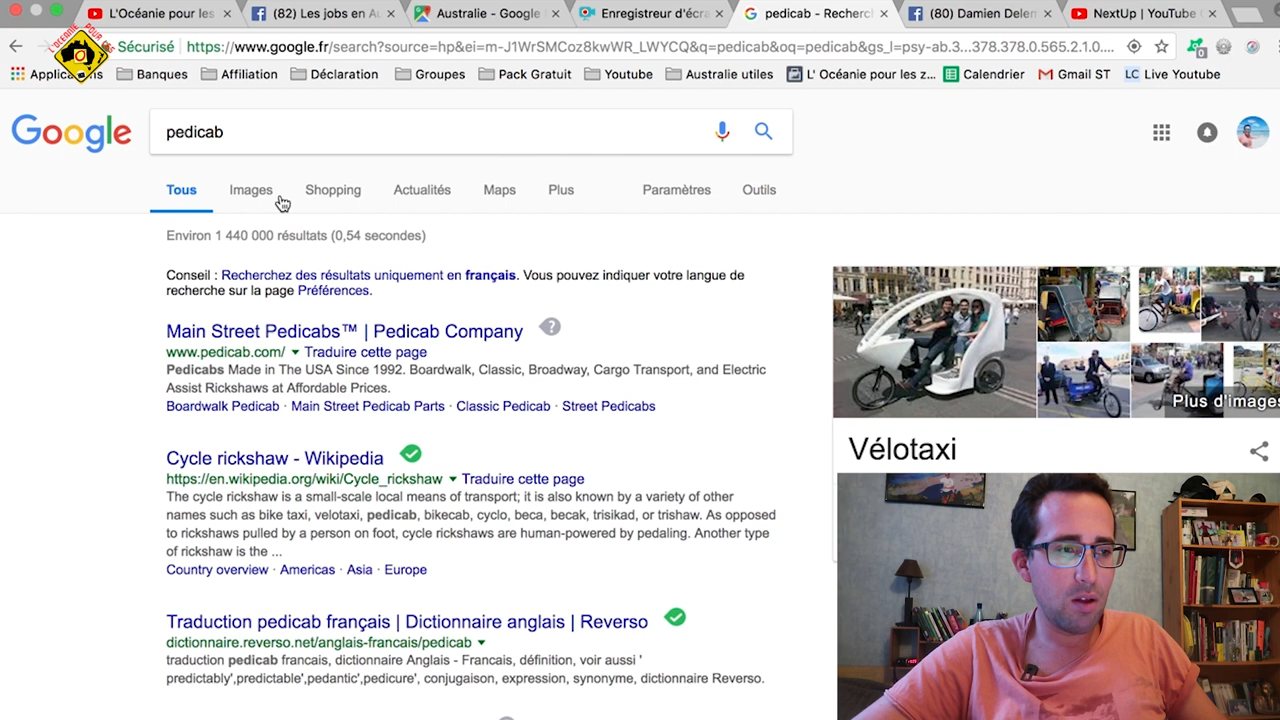 L'Océanie pour les
(82) Les jobs en Au
Australie - Google
Enregistreur d'écra
pedicab - Recherch
(80) Damien Delem
NextUp | YouTube
L'OCÉANIE POUR LES
Sécurisé
https://www.google.fr/search?source=hp&ei=m-J1WrSMCoz8kwWR_LWYCQ&q=pedicab&oq=pedicab&gs_l=psy-ab.3...378.378.0.565.2.1.0....
0
Applications
Banques
Affiliation
Déclaration
Groupes
Pack Gratuit
Youtube
Australie utiles
L' Océanie pour les z...
Calendrier
Gmail ST
LC Live Youtube
Google
pedicab
Tous
Images
Shopping
Actualités
Maps
Plus
Paramètres
Outils
Environ 1 440 000 résultats (0,54 secondes)
Conseil : Recherchez des résultats uniquement en français. Vous pouvez indiquer votre langue de
recherche sur la page Préférences.
Main Street Pedicabs™ | Pedicab Company
www.pedicab.com/ Traduire cette page
Pedicabs Made in The USA Since 1992. Boardwalk, Classic, Broadway, Cargo Transport, and Electric
Assist Rickshaws at Affordable Prices.
Boardwalk Pedicab · Main Street Pedicab Parts · Classic Pedicab · Street Pedicabs
Cycle rickshaw - Wikipedia
https://en.wikipedia.org/wiki/Cycle_rickshaw Traduire cette page
The cycle rickshaw is a small-scale local means of transport; it is also known by a variety of other
names such as bike taxi, velotaxi, pedicab, bikecab, cyclo, beca, becak, trisikad, or trishaw. As opposed
to rickshaws pulled by a person on foot, cycle rickshaws are human-powered by pedaling. Another type
of rickshaw is the ...
Country overview · Americas · Asia · Europe
Traduction pedicab français | Dictionnaire anglais | Reverso
dictionnaire.reverso.net/anglais-francais/pedicab
traduction pedicab francais, dictionnaire Anglais - Francais, définition, voir aussi '
predictably',predictable',pedantic',pedicure', conjugaison, expression, synonyme, dictionnaire Reverso.
Plus d'images
Vélotaxi